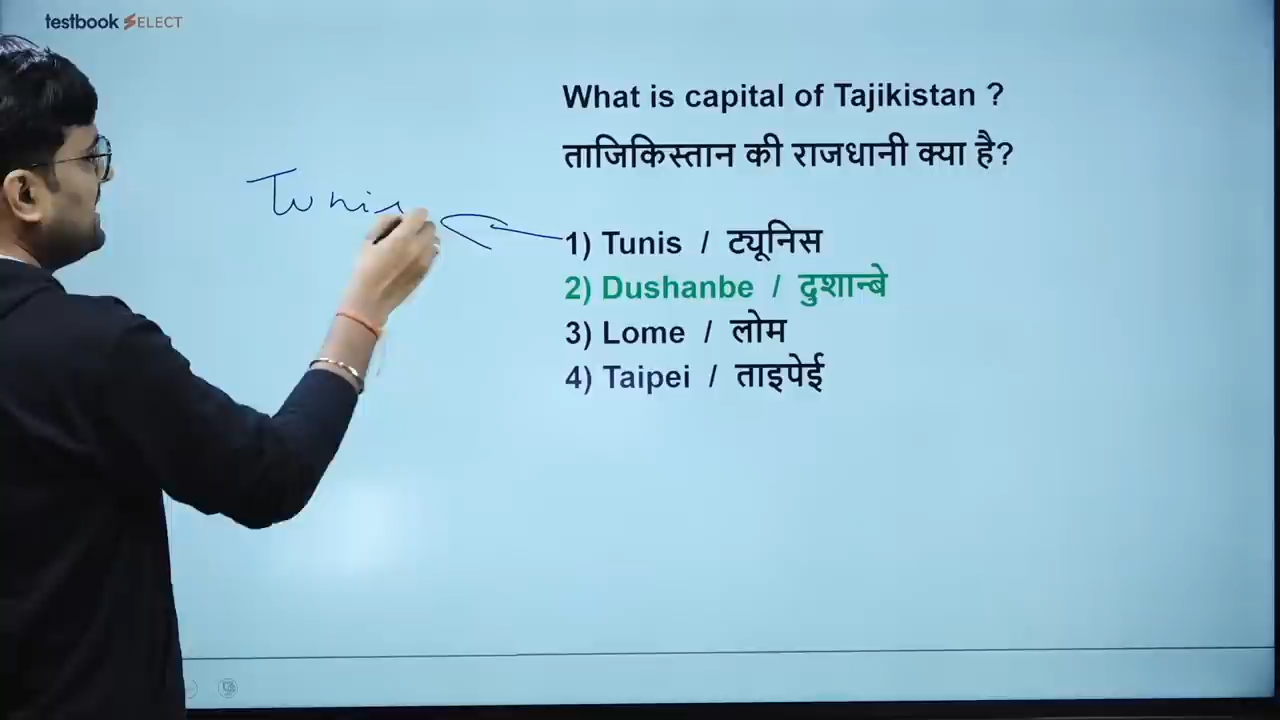 testbook SELECT
What is capital of Tajikistan ?
ताजिकिस्तान की राजधानी क्या है?
1) Tunis / ट्यूनिस
2) Dushanbe / दुशान्बे
3) Lome / लोम
4) Taipei / ताइपेई